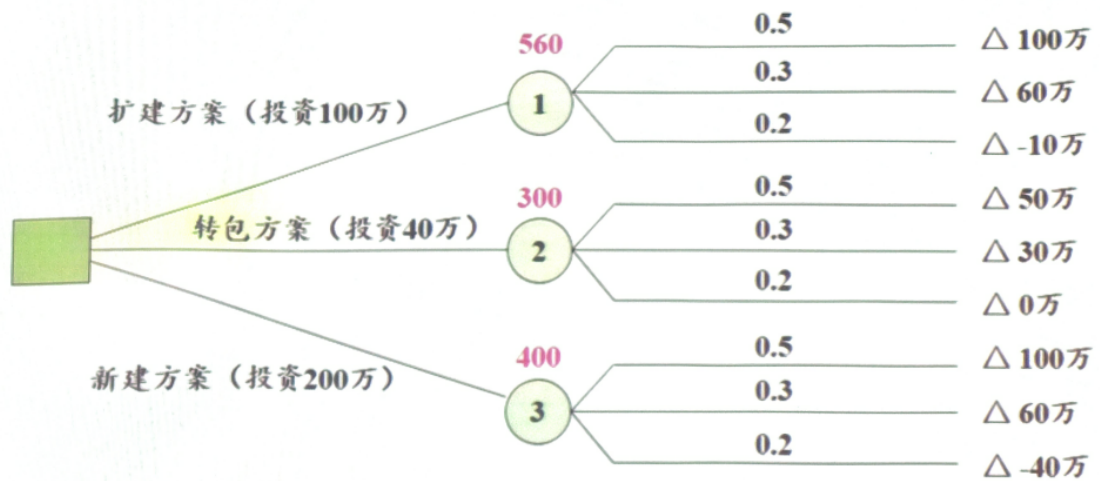 扩建方案（投资100万）
560
1
0.5
△ 100万
0.3
△ 60万
0.2
△ -10万
转包方案（投资40万）
300
2
0.5
△ 50万
0.3
△ 30万
0.2
△ 0万
新建方案（投资200万）
400
3
0.5
△ 100万
0.3
△ 60万
0.2
△ -40万